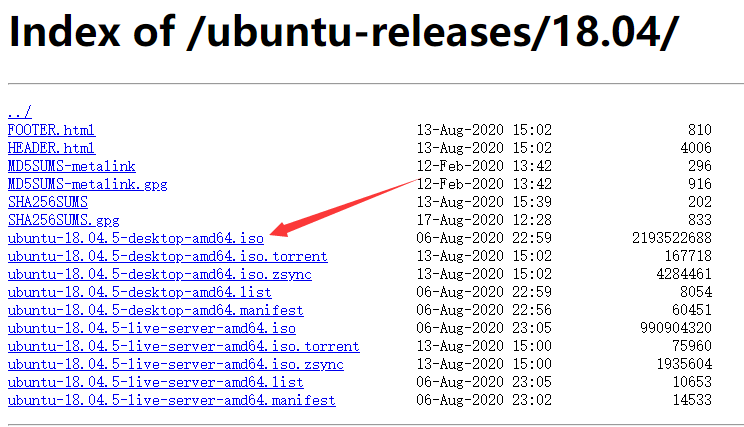 Index of /ubuntu-releases/18.04/
../
FOOTER.html 13-Aug-2020 15:02 810
HEADER.html 13-Aug-2020 15:02 4006
MD5SUMS-metalink 12-Feb-2020 13:42 296
MD5SUMS-metalink.gpg 12-Feb-2020 13:42 916
SHA256SUMS 13-Aug-2020 15:39 202
SHA256SUMS.gpg 17-Aug-2020 12:28 833
ubuntu-18.04.5-desktop-amd64.iso 06-Aug-2020 22:59 2193522688
ubuntu-18.04.5-desktop-amd64.iso.torrent 13-Aug-2020 15:02 167718
ubuntu-18.04.5-desktop-amd64.iso.zsync 13-Aug-2020 15:02 4284461
ubuntu-18.04.5-desktop-amd64.list 06-Aug-2020 22:59 8054
ubuntu-18.04.5-desktop-amd64.manifest 06-Aug-2020 22:56 60451
ubuntu-18.04.5-live-server-amd64.iso 06-Aug-2020 23:05 990904320
ubuntu-18.04.5-live-server-amd64.iso.torrent 13-Aug-2020 15:00 75960
ubuntu-18.04.5-live-server-amd64.iso.zsync 13-Aug-2020 15:00 1935604
ubuntu-18.04.5-live-server-amd64.list 06-Aug-2020 23:05 10653
ubuntu-18.04.5-live-server-amd64.manifest 06-Aug-2020 23:02 14533